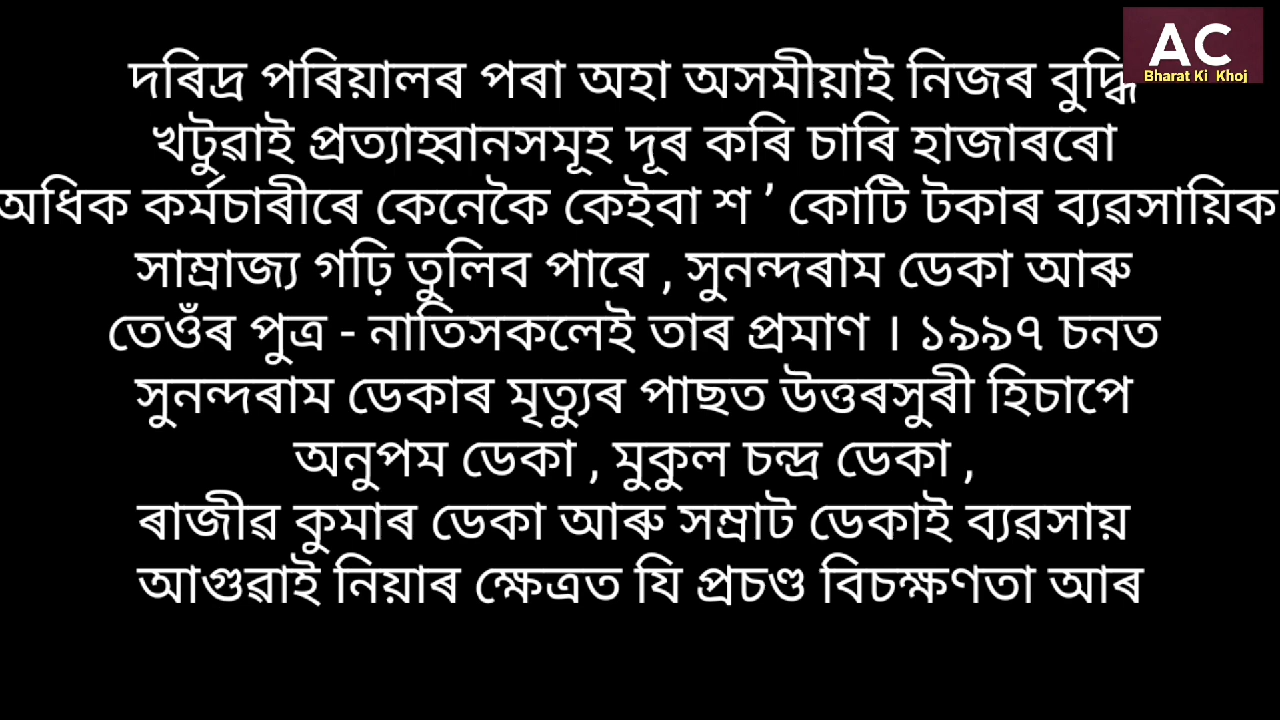 AC
Bharat Ki Khoj
দৰিদ্ৰ পৰিয়ালৰ পৰা অহা অসমীয়াই নিজৰ বুদ্ধি
খটুৱাই প্ৰত্যাহ্বানসমূহ দূৰ কৰি চাৰি হাজাৰৰো
অধিক কৰ্মচাৰীৰে কেনেকৈ কেইবা শ ’ কোটি টকাৰ ব্যৱসায়িক
সাম্ৰাজ্য গঢ়ি তুলিব পাৰে , সুনন্দৰাম ডেকা আৰু
তেওঁৰ পুত্ৰ - নাতিসকলেই তাৰ প্ৰমাণ । ১৯৯৭ চনত
সুনন্দৰাম ডেকাৰ মৃত্যুৰ পাছত উত্তৰসুৰী হিচাপে
অনুপম ডেকা , মুকুল চন্দ্ৰ ডেকা ,
ৰাজীৱ কুমাৰ ডেকা আৰু সম্ৰাট ডেকাই ব্যৱসায়
আগুৱাই নিয়াৰ ক্ষেত্ৰত যি প্ৰচণ্ড বিচক্ষণতা আৰ